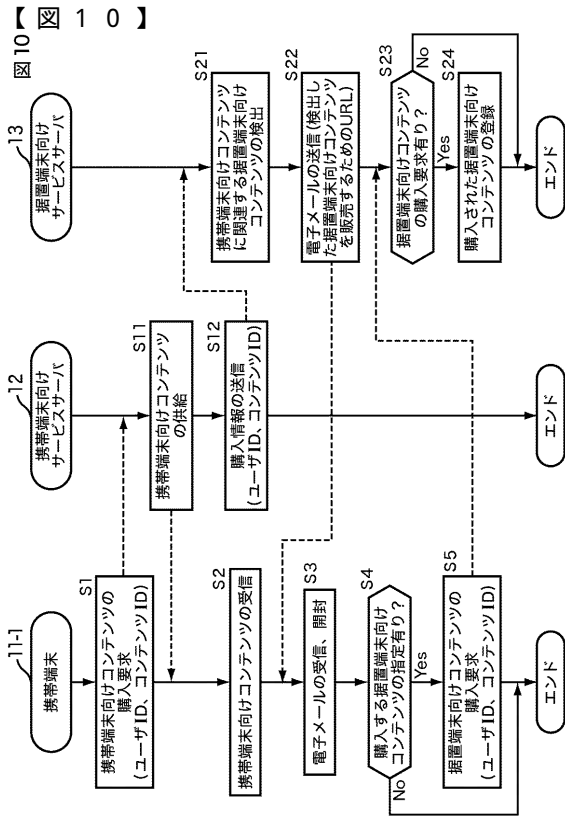 【図１０】
図10
11-1
携帯端末
S1
携帯端末向けコンテンツの
購入要求
(ユーザID、コンテンツID)
S2
携帯端末向けコンテンツの受信
S3
電子メールの受信、開封
S4
購入する据置端末向け
コンテンツの指定有り？
No
Yes
S5
据置端末向けコンテンツの
購入要求
(ユーザID、コンテンツID)
エンド
12
携帯端末向け
サービスサーバ
S11
携帯端末向けコンテンツ
の供給
S12
購入情報の送信
(ユーザID、コンテンツID)
エンド
13
据置端末向け
サービスサーバ
S21
携帯端末向けコンテンツ
に関連する据置端末向け
コンテンツの検出
S22
電子メールの送信(検出し
た据置端末向けコンテンツ
を販売するためのURL)
S23
据置端末向けコンテンツ
の購入要求有り？
No
Yes
S24
購入された据置端末向け
コンテンツの登録
エンド